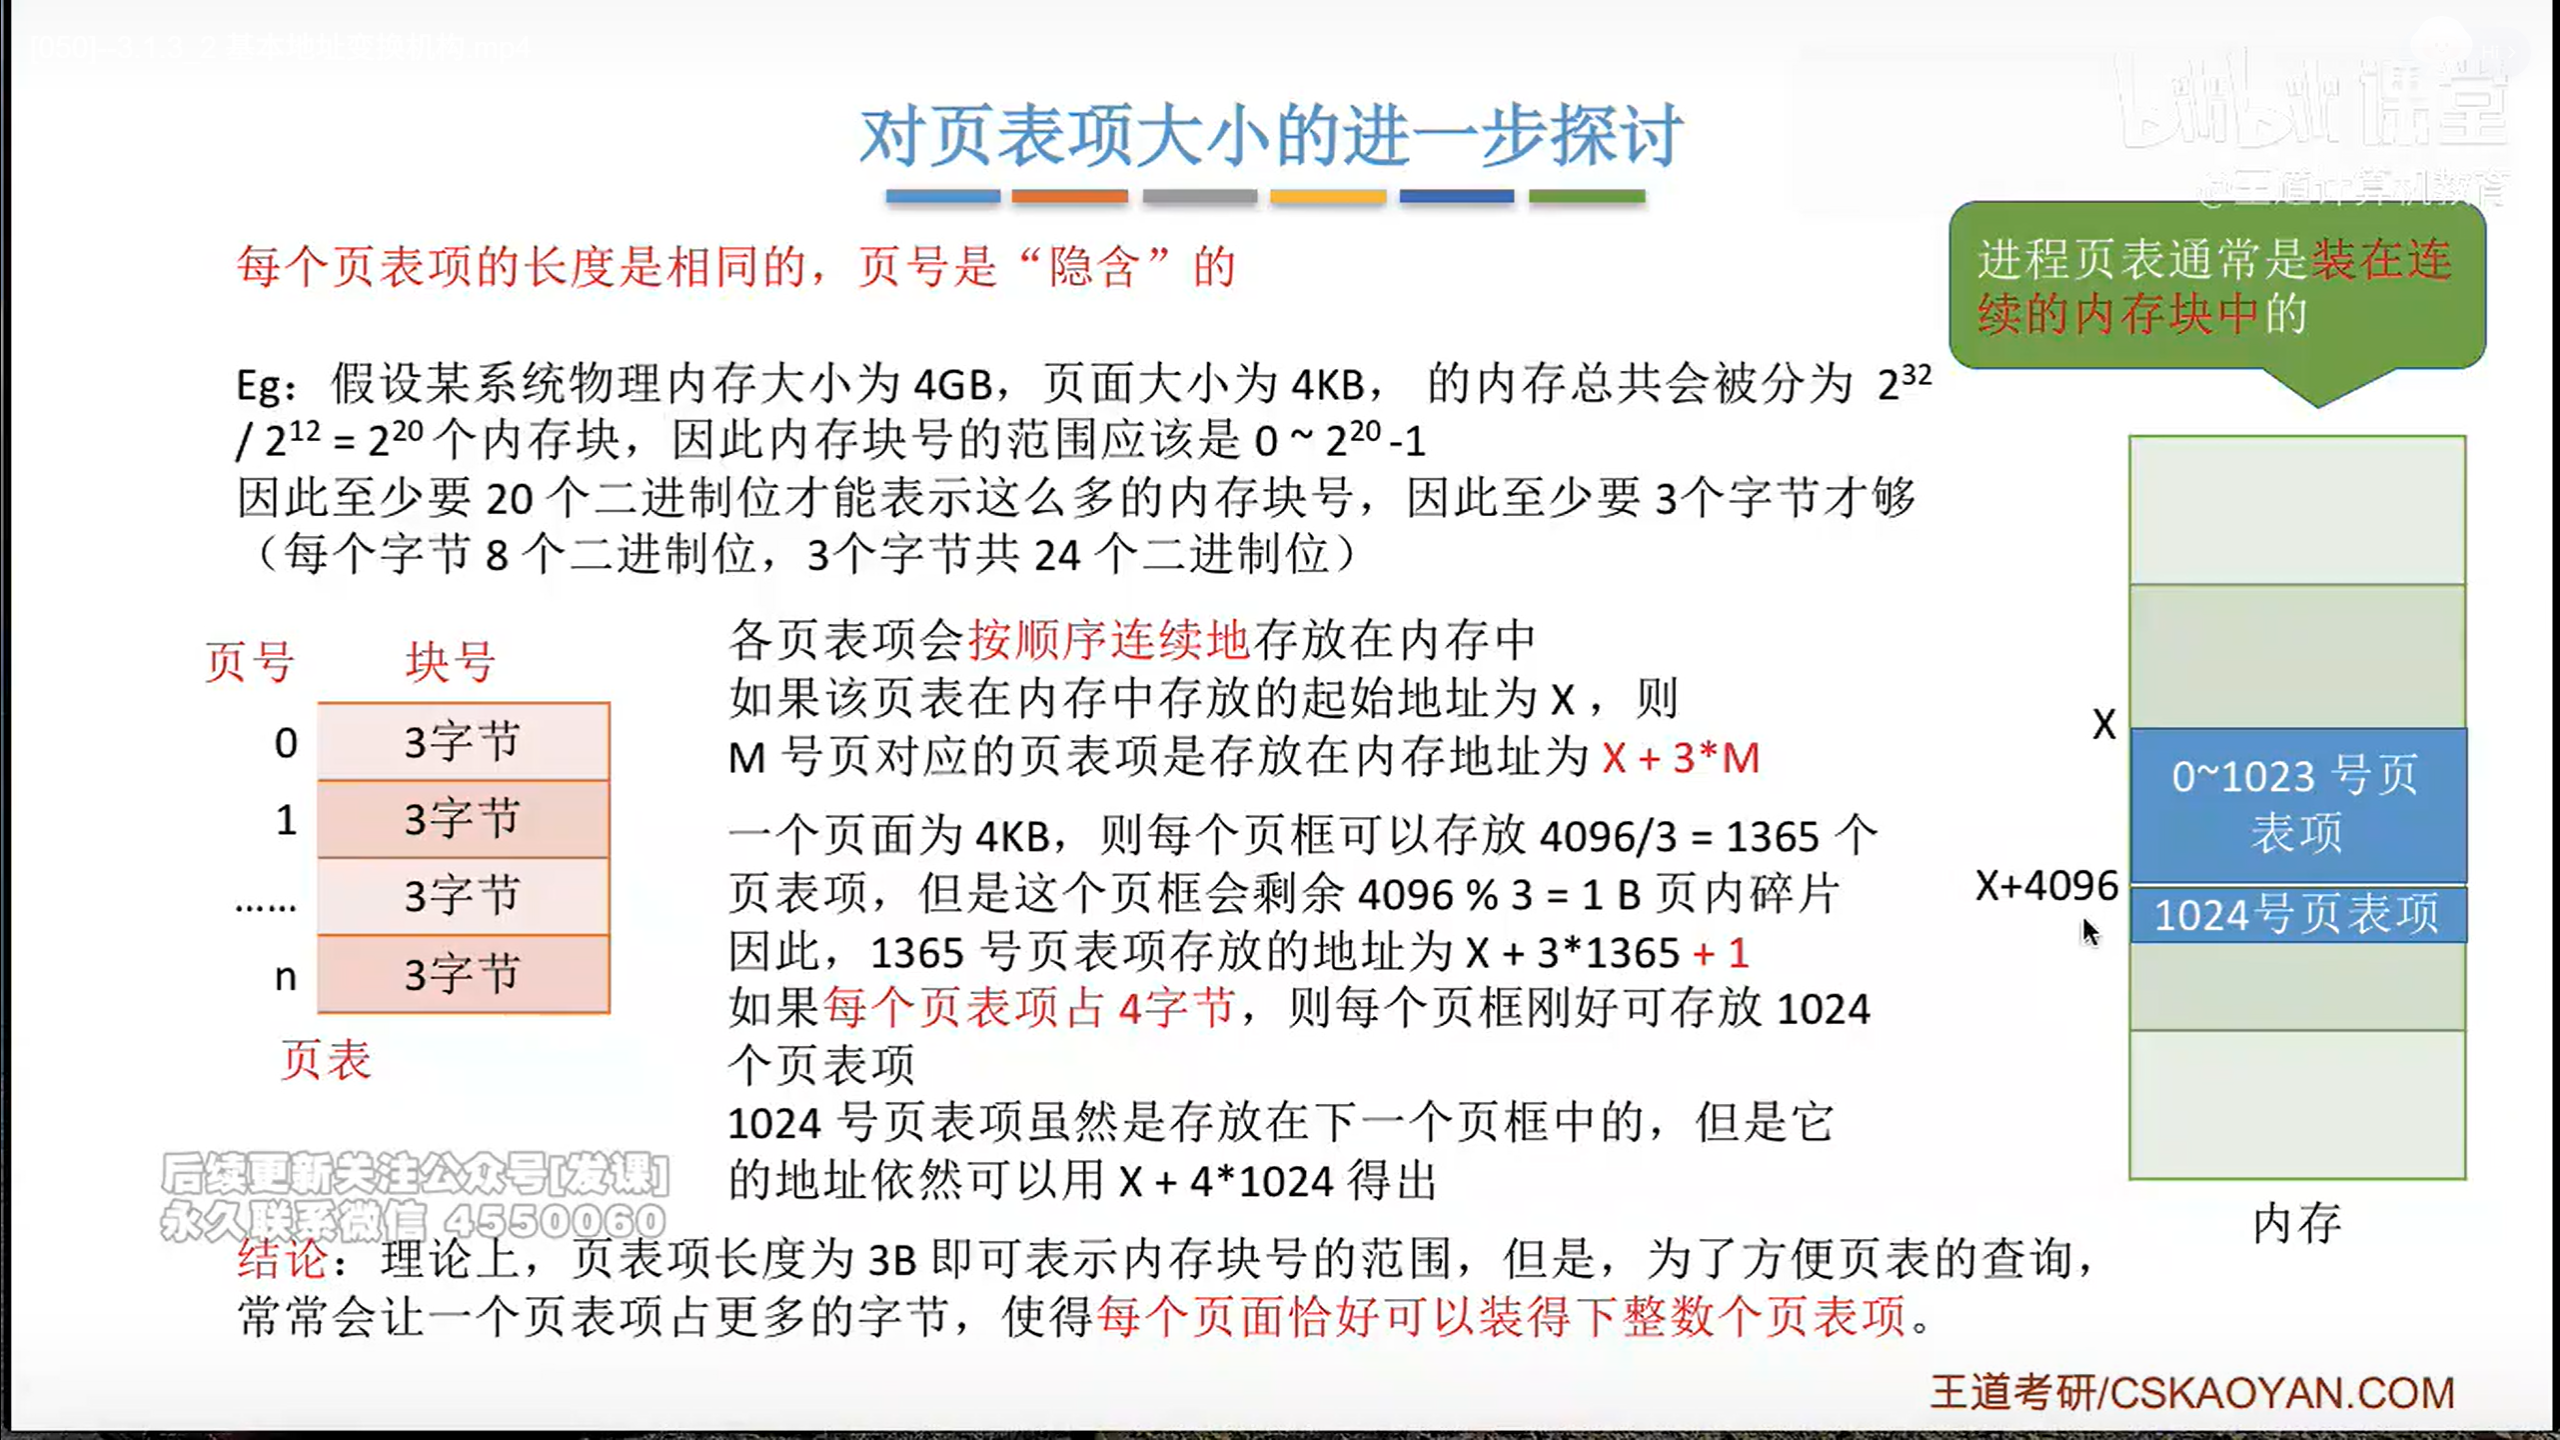 [050]--3.1.3_2 基本地址变换机构.mp4
bilibili 课堂
@王道计算机教育
对页表项大小的进一步探讨
每个页表项的长度是相同的，页号是“隐含”的
进程页表通常是装在连
续的内存块中的
Eg：假设某系统物理内存大小为 4GB，页面大小为 4KB， 的内存总共会被分为 2³²
/ 2¹² = 2²⁰ 个内存块，因此内存块号的范围应该是 0 ~ 2²⁰ -1
因此至少要 20 个二进制位才能表示这么多的内存块号，因此至少要 3个字节才够
（每个字节 8 个二进制位，3个字节共 24 个二进制位）
页号 块号
0 3字节
1 3字节
…… 3字节
n 3字节
页表
各页表项会按顺序连续地存放在内存中
如果该页表在内存中存放的起始地址为 X ，则
M 号页对应的页表项是存放在内存地址为 X + 3*M
一个页面为 4KB，则每个页框可以存放 4096/3 = 1365 个
页表项，但是这个页框会剩余 4096 % 3 = 1 B 页内碎片
因此，1365 号页表项存放的地址为 X + 3*1365 + 1
如果每个页表项占 4字节，则每个页框刚好可存放 1024
个页表项
1024 号页表项虽然是存放在下一个页框中的，但是它
的地址依然可以用 X + 4*1024 得出
X
0~1023 号页
表项
X+4096
1024号页表项
内存
后续更新关注公众号[发课]
永久联系微信 4550060
结论：理论上，页表项长度为 3B 即可表示内存块号的范围，但是，为了方便页表的查询，
常常会让一个页表项占更多的字节，使得每个页面恰好可以装得下整数个页表项。
王道考研/CSKAOYAN.COM